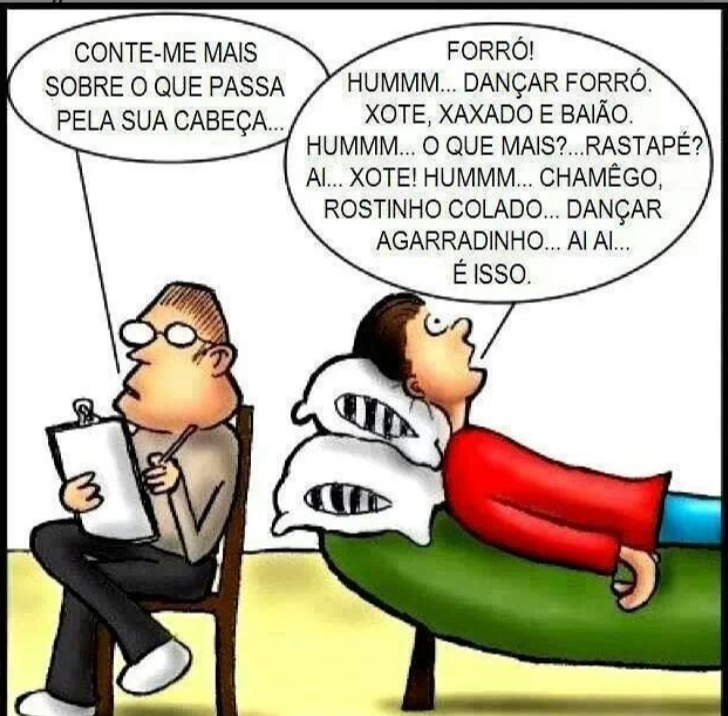 CONTE-ME MAIS
SOBRE O QUE PASSA
PELA SUA CABEÇA...
FORRÓ!
HUMMM... DANÇAR FORRÓ.
XOTE, XAXADO E BAIÃO.
HUMMM... O QUE MAIS?...RASTAPÉ?
AI... XOTE! HUMMM... CHAMÊGO,
ROSTINHO COLADO... DANÇAR
AGARRADINHO... AI AI...
É ISSO.